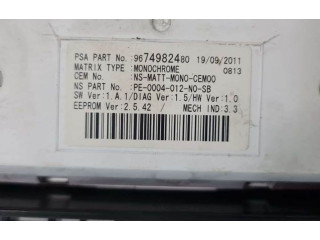 PSA PART No.:9674982480 19/09/2011
MATRIX TYPE :MONOCHROME 0813
CEM No. :NS-MATT-MONO-CEM00
NS PART No. :PE-0004-012-N0-SB
SW Ver:1.A.1/DIAG Ver:1.5/HW Ver:1.0
EEPROM Ver:2.5.42 / MECH IND:3.3